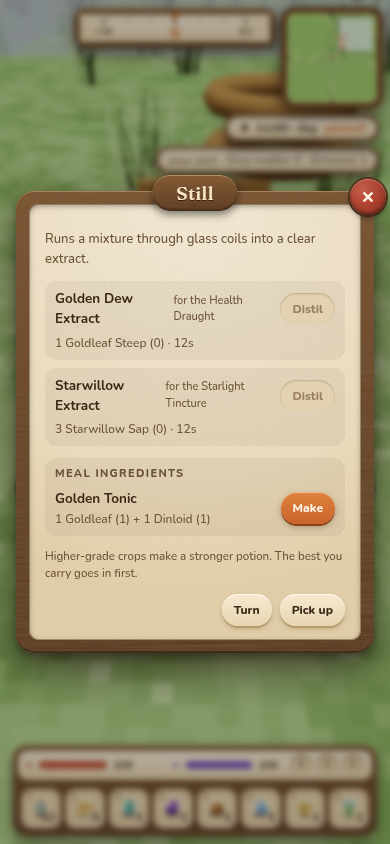 Still
×
Runs a mixture through glass coils into a clear
extract.
Golden Dew
Extract
for the Health
Draught
Distil
1 Goldleaf Steep (0) · 12s
Starwillow
Extract
for the Starlight
Tincture
Distil
3 Starwillow Sap (0) · 12s
MEAL INGREDIENTS
Golden Tonic
1 Goldleaf (1) + 1 Dinloid (1)
Make
Higher-grade crops make a stronger potion. The best you
carry goes in first.
Turn
Pick up